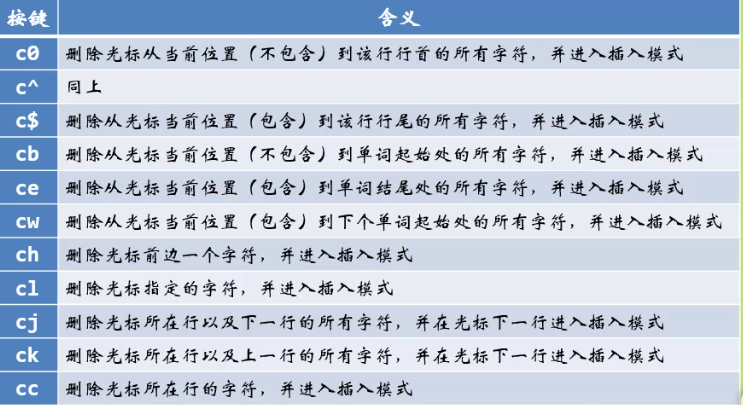 按键 含义
c0 删除光标从当前位置（不包含）到该行行首的所有字符，并进入插入模式
c^ 同上
c$ 删除从光标当前位置（包含）到该行行尾的所有字符，并进入插入模式
cb 删除从光标当前位置（不包含）到单词起始处的所有字符，并进入插入模式
ce 删除从光标当前位置（包含）到单词结尾处的所有字符，并进入插入模式
cw 删除从光标当前位置（包含）到下个单词起始处的所有字符，并进入插入模式
ch 删除光标前边一个字符，并进入插入模式
cl 删除光标指定的字符，并进入插入模式
cj 删除光标所在行以及下一行的所有字符，并在光标下一行进入插入模式
ck 删除光标所在行以及上一行的所有字符，并在光标下一行进入插入模式
cc 删除光标所在行的字符，并进入插入模式